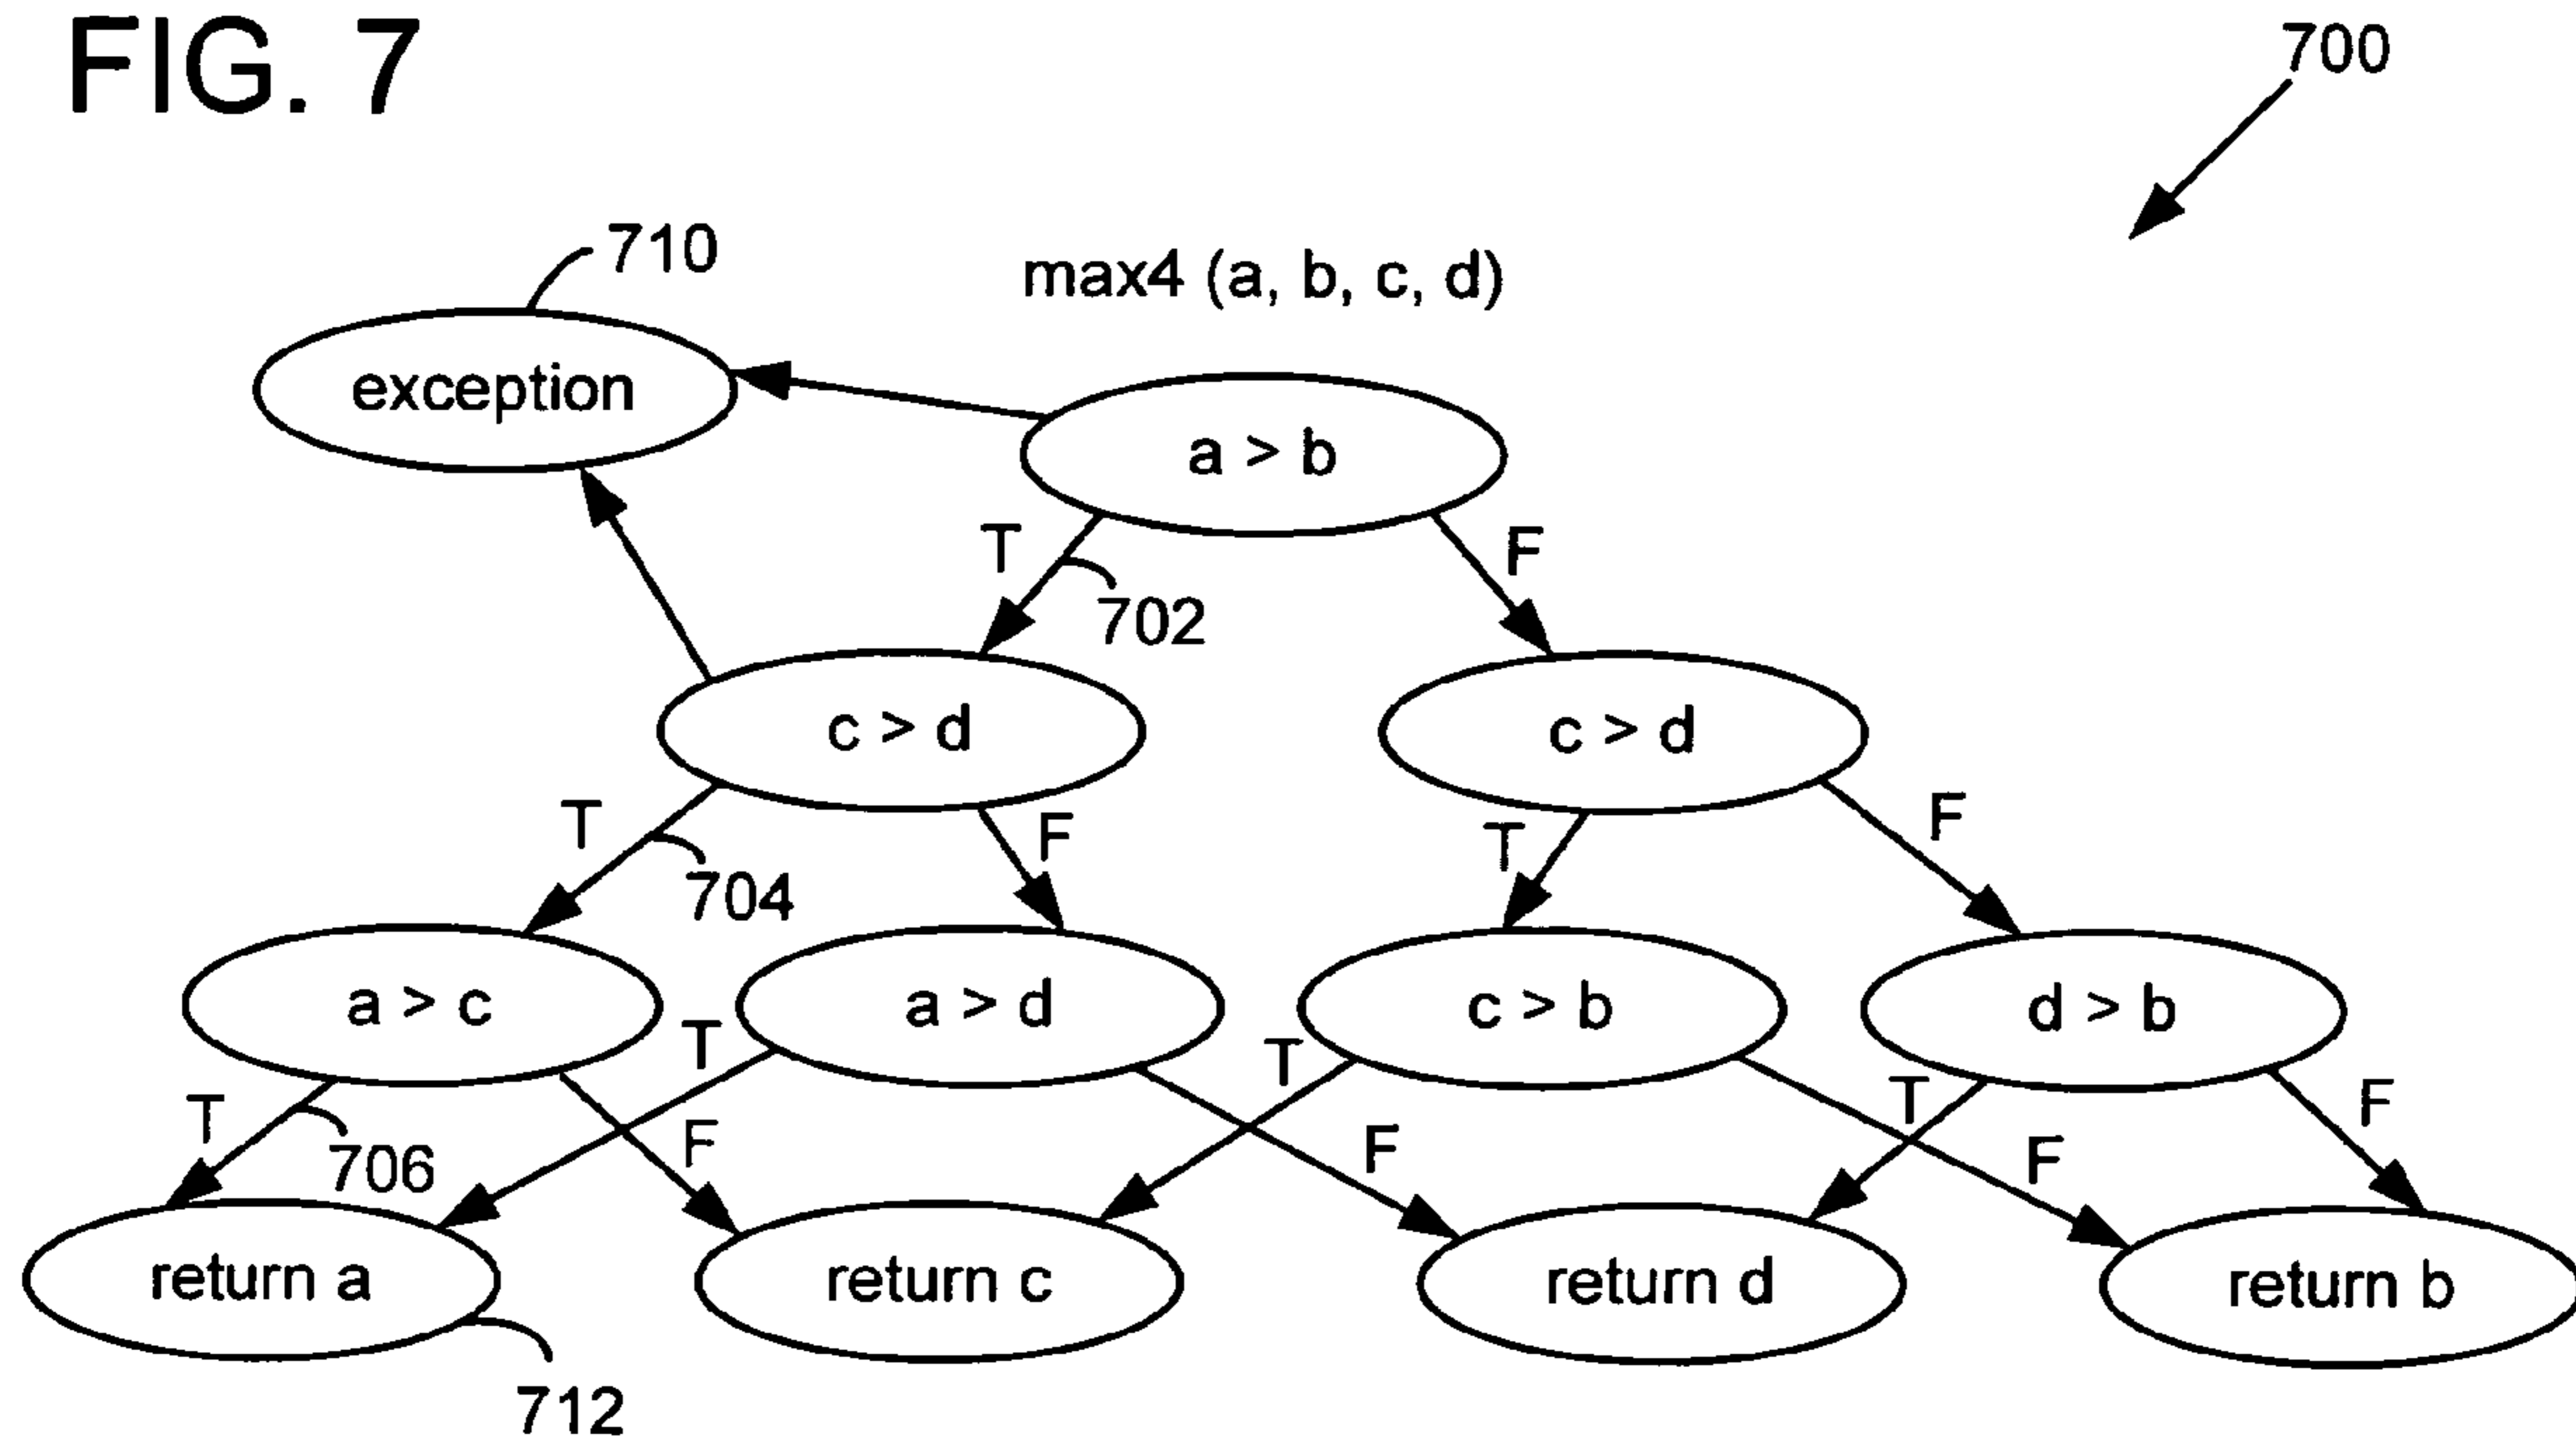 FIG. 7
700
710
max4 (a, b, c, d)
exception
a > b
T
F
702
c > d
c > d
T
F
T
F
704
a > c
a > d
c > b
d > b
T
T
T
T
F
F
F
F
706
return a
return c
return d
return b
712